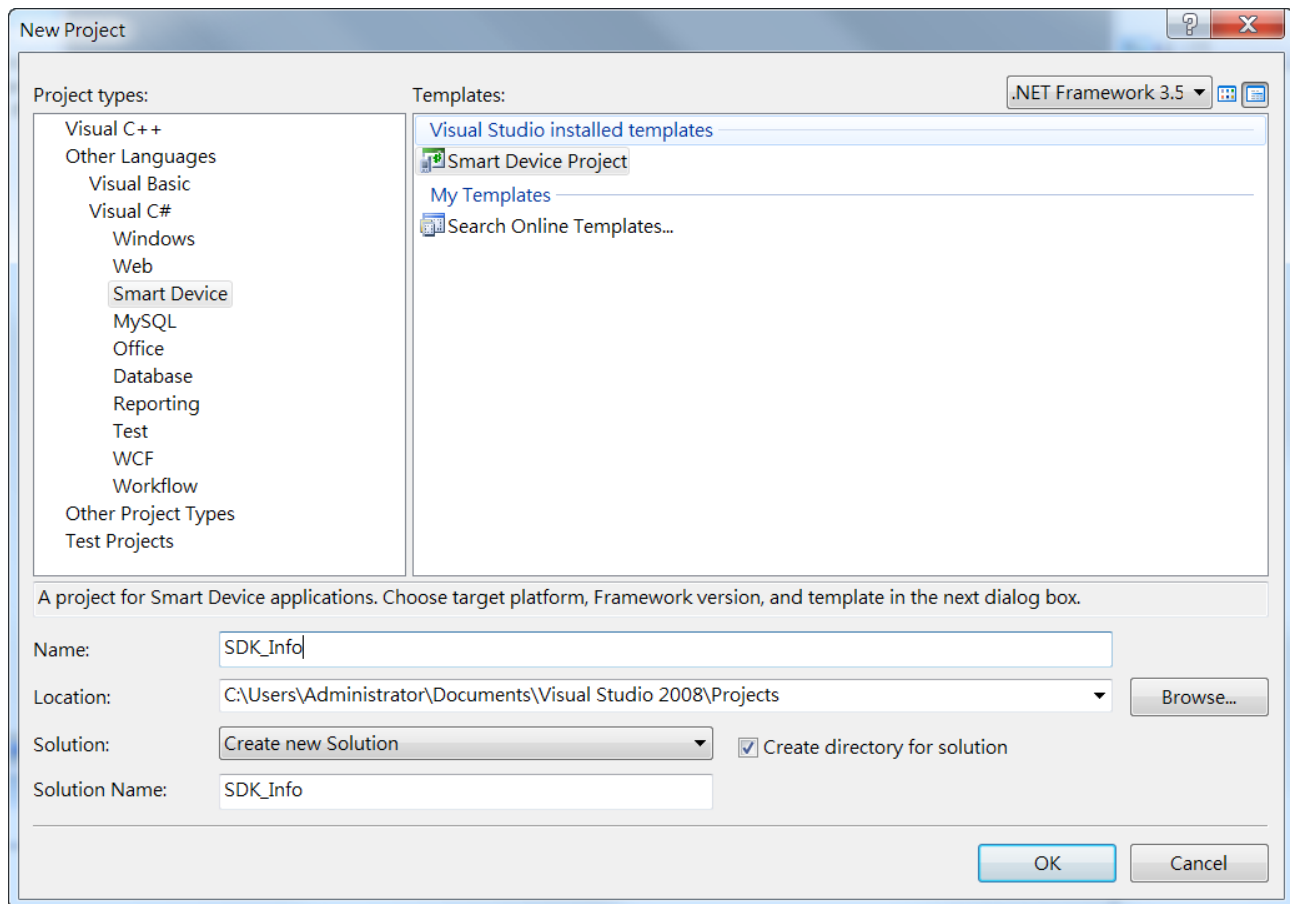 New Project
Project types:
Templates:
.NET Framework 3.5
Visual C++
Other Languages
Visual Basic
Visual C#
Windows
Web
Smart Device
MySQL
Office
Database
Reporting
Test
WCF
Workflow
Other Project Types
Test Projects
Visual Studio installed templates
Smart Device Project
My Templates
Search Online Templates...
A project for Smart Device applications. Choose target platform, Framework version, and template in the next dialog box.
Name:
SDK_Info
Location:
C:\Users\Administrator\Documents\Visual Studio 2008\Projects
Browse...
Solution:
Create new Solution
Create directory for solution
Solution Name:
SDK_Info
OK
Cancel